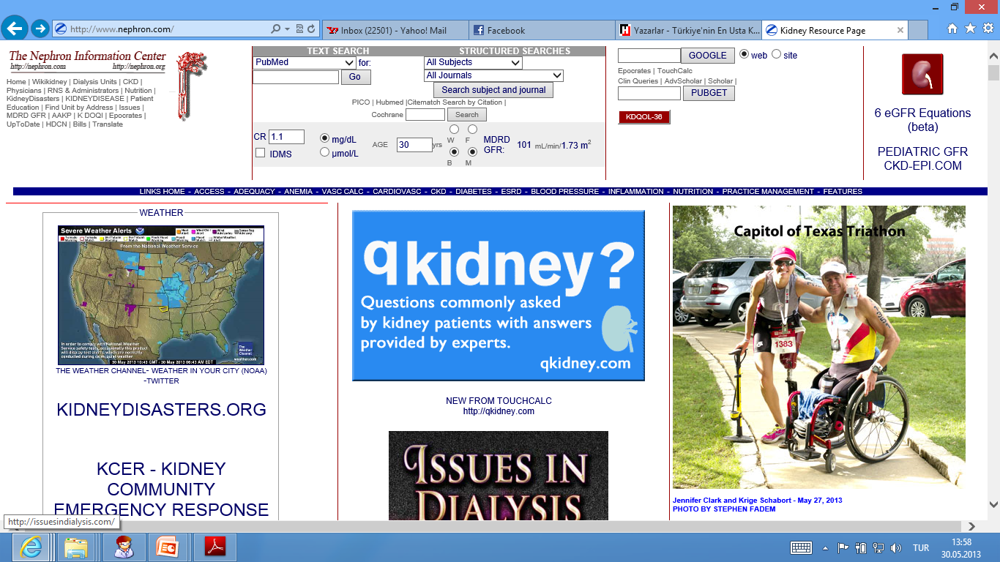 http://www.nephron.com/
Inbox (22501) - Yahoo! Mail
Facebook
Yazarlar - Türkiye'nin En Usta K...
Kidney Resource Page
The Nephron Information Center
http://nephron.com http://nephron.org
Home | Wikikidney | Dialysis Units | CKD |
Physicians | RNS & Administrators | Nutrition |
KidneyDisasters | KIDNEYDISEASE | Patient
Education | Find Unit by Address | Issues |
MDRD GFR | AAKP | K DOQI | Epocrates |
UpToDate | HDCN | Bills | Translate
TEXT SEARCH
STRUCTURED SEARCHES
PubMed for:
Go
All Subjects
All Journals
Search subject and journal
PICO | Hubmed |Citematch Search by Citation |
Cochrane Search
CR 1.1
IDMS
mg/dL
µmol/L
AGE 30 yrs
W F
B M
MDRD
GFR: 101 mL/min/1.73 m2
GOOGLE web site
Epocrates | TouchCalc
Clin Queries | AdvScholar | Scholar |
PUBGET
KDQOL-36
6 eGFR Equations
(beta)
PEDIATRIC GFR
CKD-EPI.COM
LINKS HOME - ACCESS - ADEQUACY - ANEMIA - VASC CALC - CARDIOVASC - CKD - DIABETES - ESRD - BLOOD PRESSURE - INFLAMMATION - NUTRITION - PRACTICE MANAGEMENT - FEATURES
WEATHER
Severe Weather Alerts
From the National Weather Service
In order to comply with National Weather
Service safety tests, occasionally this product
will display test alerts, which are normally
conducted during calm, quiet weather
The
Weather
Channel
weather.com
30 May 2013 10:43 GMT - 30 May 2013 06:43 AM EDT
THE WEATHER CHANNEL- WEATHER IN YOUR CITY (NOAA)
-TWITTER
KIDNEYDISASTERS.ORG
KCER - KIDNEY
COMMUNITY
EMERGENCY RESPONSE
qkidney?
Questions commonly asked
by kidney patients with answers
provided by experts.
qkidney.com
NEW FROM TOUCHCALC
http://qkidney.com
ISSUES IN
DIALYSIS
Capitol of Texas Triathon
1383
Jennifer Clark and Krige Schabort - May 27, 2013
PHOTO BY STEPHEN FADEM
http://issuesindialysis.com/
TUR
13:58
30.05.2013